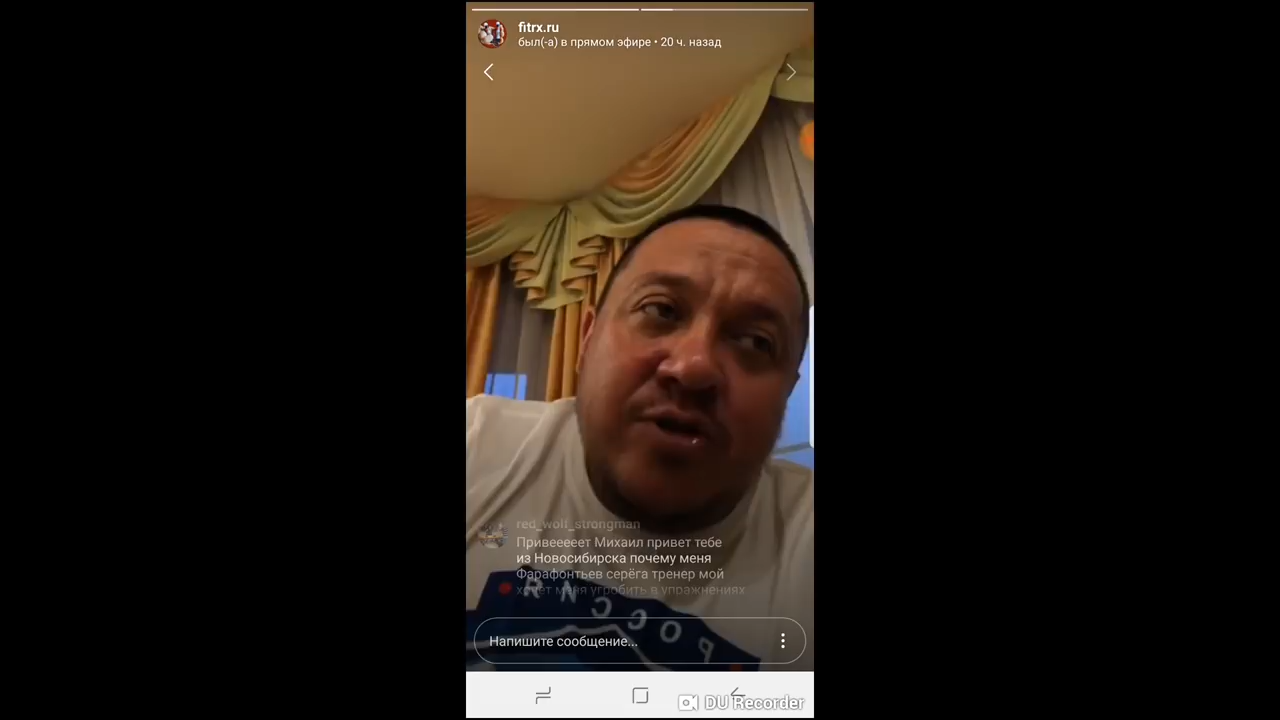 fitrx.ru
был(-а) в прямом эфире • 20 ч. назад
red_wolf_strongman
Привееееет Михаил привет тебе
из Новосибирска почему меня
Фарафонтьев серёга тренер мой
хочет меня угробить в упражнениях
РОССИЯ
Напишите сообщение...
DU Recorder